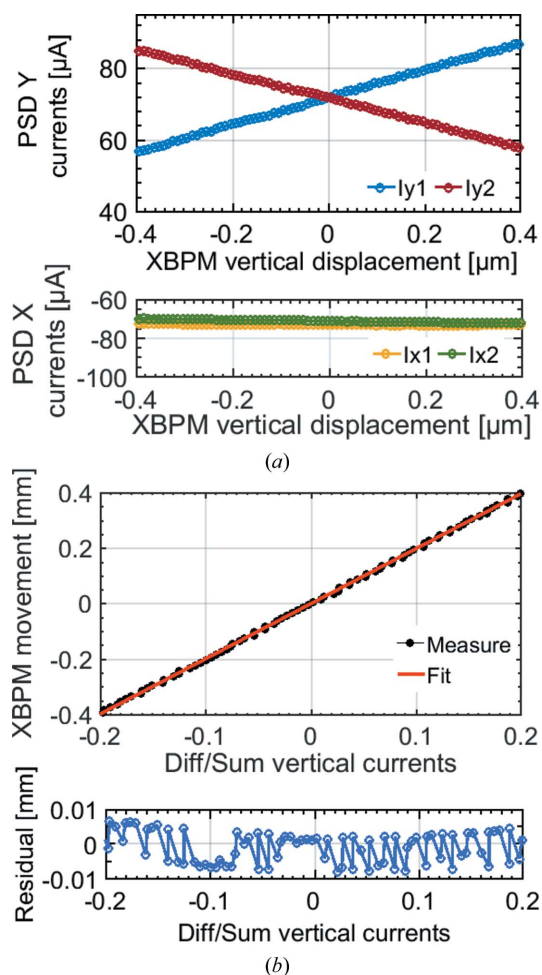 PSD Y
currents [µA]
80
60
40
Iy1 Iy2
-0.4 -0.2 0 0.2 0.4
XBPM vertical displacement [µm]
PSD X
currents [µA]
-60
-80
-100
Ix1 Ix2
-0.4 -0.2 0 0.2 0.4
XBPM vertical displacement [µm]
(a)
XBPM movement [mm]
0.4
0.2
0
-0.2
-0.4
Measure
Fit
-0.2 -0.1 0 0.1 0.2
Diff/Sum vertical currents
Residual [mm]
0.01
0
-0.01
-0.2 -0.1 0 0.1 0.2
Diff/Sum vertical currents
(b)